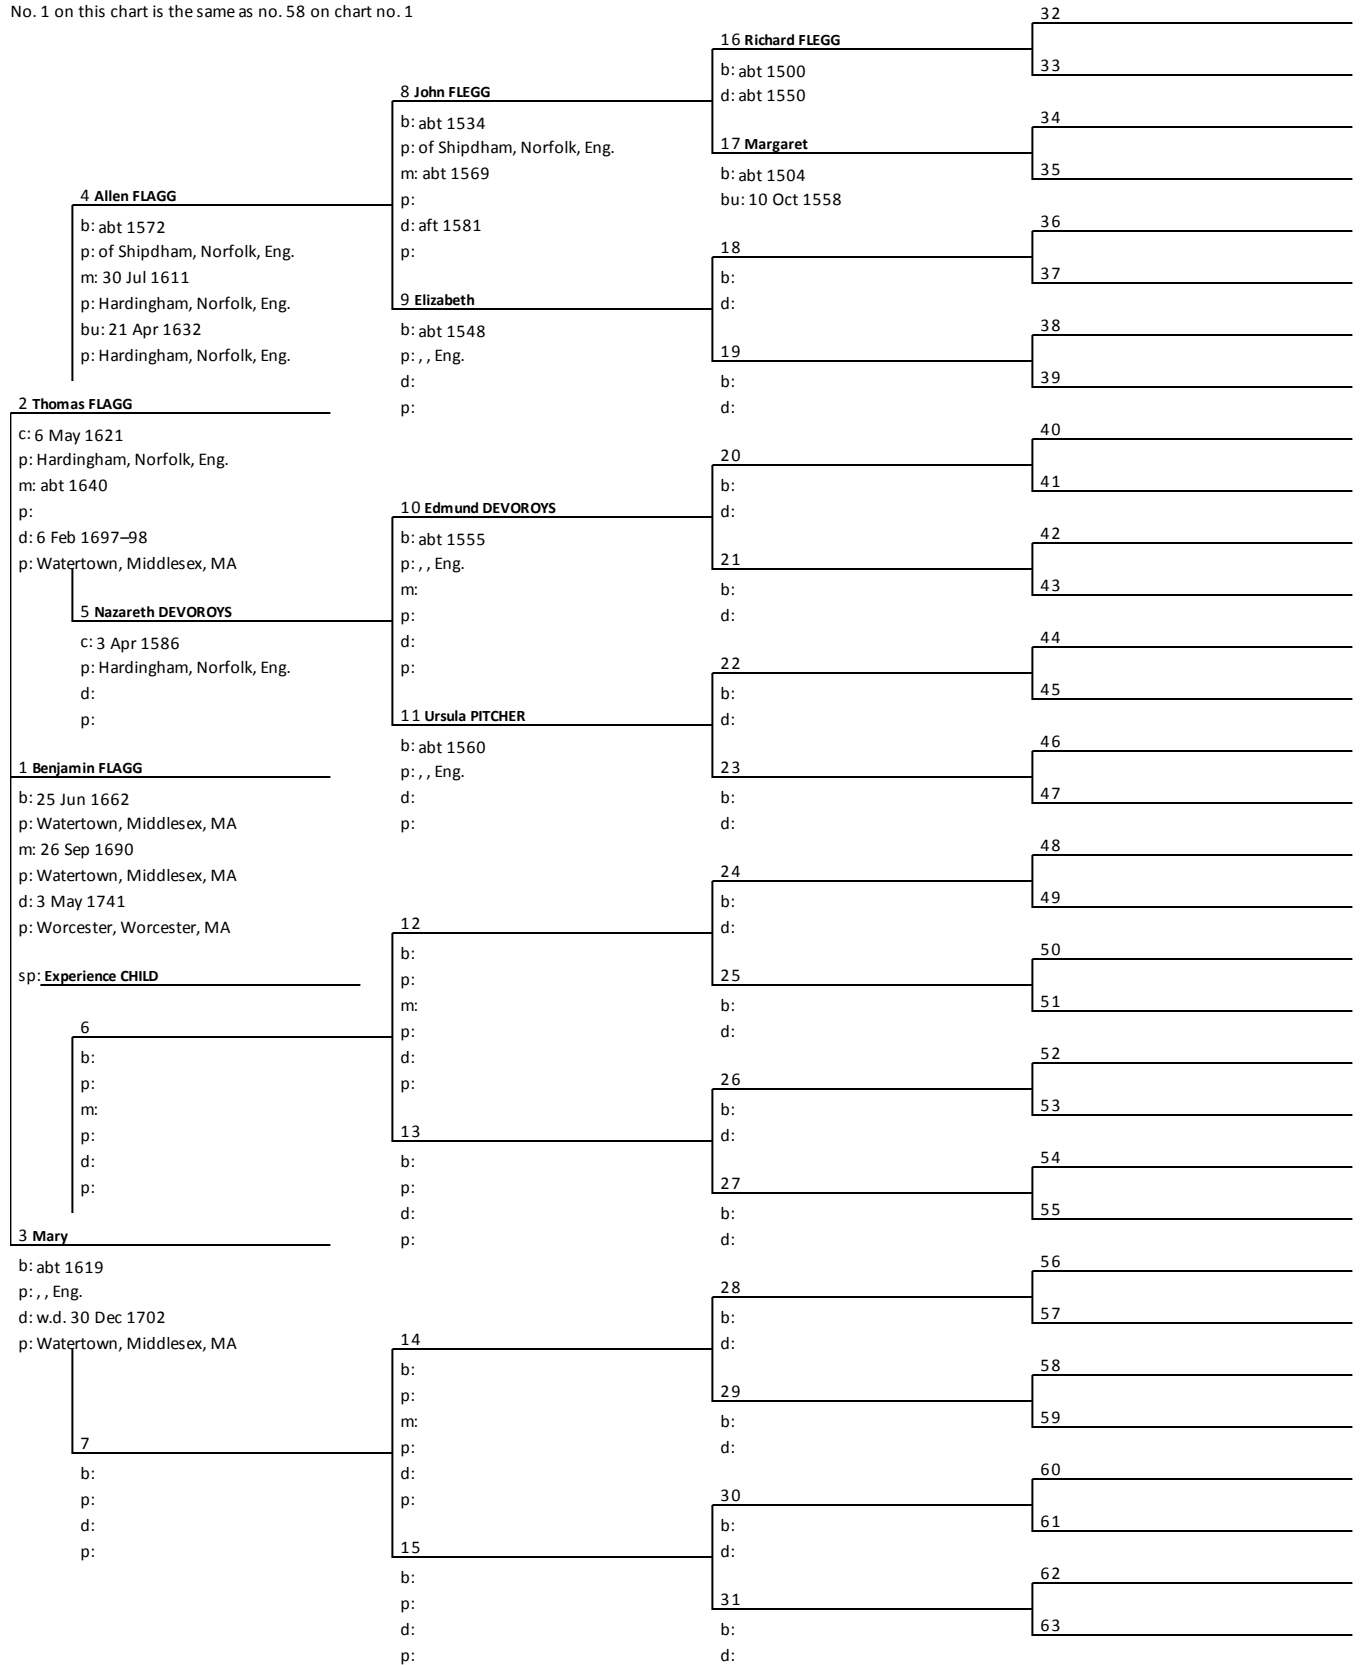 No. 1 on this chart is the same as no. 58 on chart no. 1
4 Allen FLAGG
b: abt 1572
p: of Shipdham, Norfolk, Eng.
m: 30 Jul 1611
p: Hardingham, Norfolk, Eng.
bu: 21 Apr 1632
p: Hardingham, Norfolk, Eng.
2 Thomas FLAGG
c: 6 May 1621
p: Hardingham, Norfolk, Eng.
m: abt 1640
p:
d: 6 Feb 1697–98
p: Watertown, Middlesex, MA
5 Nazareth DEVOROYS
c: 3 Apr 1586
p: Hardingham, Norfolk, Eng.
d:
p:
1 Benjamin FLAGG
b: 25 Jun 1662
p: Watertown, Middlesex, MA
m: 26 Sep 1690
p: Watertown, Middlesex, MA
d: 3 May 1741
p: Worcester, Worcester, MA
sp: Experience CHILD
6
b:
p:
m:
p:
d:
p:
3 Mary
b: abt 1619
p: , , Eng.
d: w.d. 30 Dec 1702
p: Watertown, Middlesex, MA
7
b:
p:
d:
p:
8 John FLEGG
b: abt 1534
p: of Shipdham, Norfolk, Eng.
m: abt 1569
p:
d: aft 1581
p:
9 Elizabeth
b: abt 1548
p: , , Eng.
d:
p:
10 Edmund DEVOROYS
b: abt 1555
p: , , Eng.
m:
p:
d:
p:
11 Ursula PITCHER
b: abt 1560
p: , , Eng.
d:
p:
12
b:
p:
m:
p:
d:
p:
13
b:
p:
d:
p:
14
b:
p:
m:
p:
d:
p:
15
b:
p:
d:
p:
16 Richard FLEGG
b: abt 1500
d: abt 1550
17 Margaret
b: abt 1504
bu: 10 Oct 1558
18
b:
d:
19
b:
d:
20
b:
d:
21
b:
d:
22
b:
d:
23
b:
d:
24
b:
d:
25
b:
d:
26
b:
d:
27
b:
d:
28
b:
d:
29
b:
d:
30
b:
d:
31
b:
d:
32
33
34
35
36
37
38
39
40
41
42
43
44
45
46
47
48
49
50
51
52
53
54
55
56
57
58
59
60
61
62
63